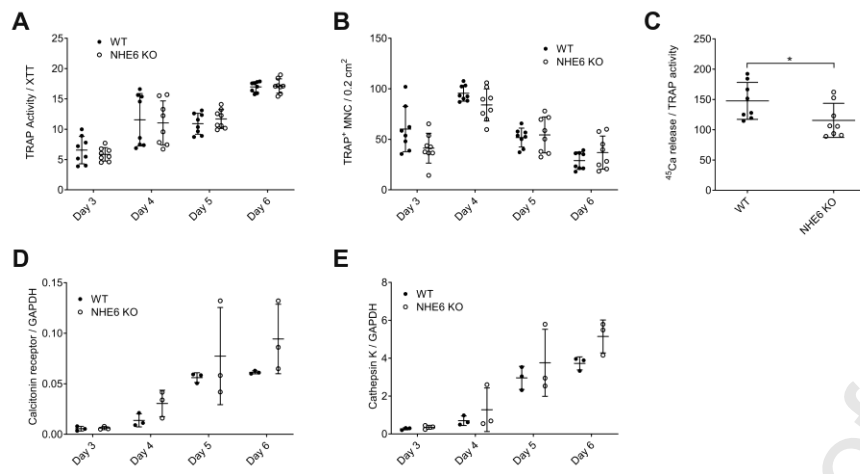 A
TRAP Activity / XTT
25
20
15
10
5
0
WT
NHE6 KO
Day 3
Day 4
Day 5
Day 6
B
TRAP⁺ MNC / 0.2 cm²
150
100
50
0
WT
NHE6 KO
Day 3
Day 4
Day 5
Day 6
C
⁴⁵Ca release / TRAP activity
250
200
150
100
50
0
*
WT
NHE6 KO
D
Calcitonin receptor / GAPDH
0.15
0.10
0.05
0.00
WT
NHE6 KO
Day 3
Day 4
Day 5
Day 6
E
Cathepsin K / GAPDH
8
6
4
2
0
WT
NHE6 KO
Day 3
Day 4
Day 5
Day 6